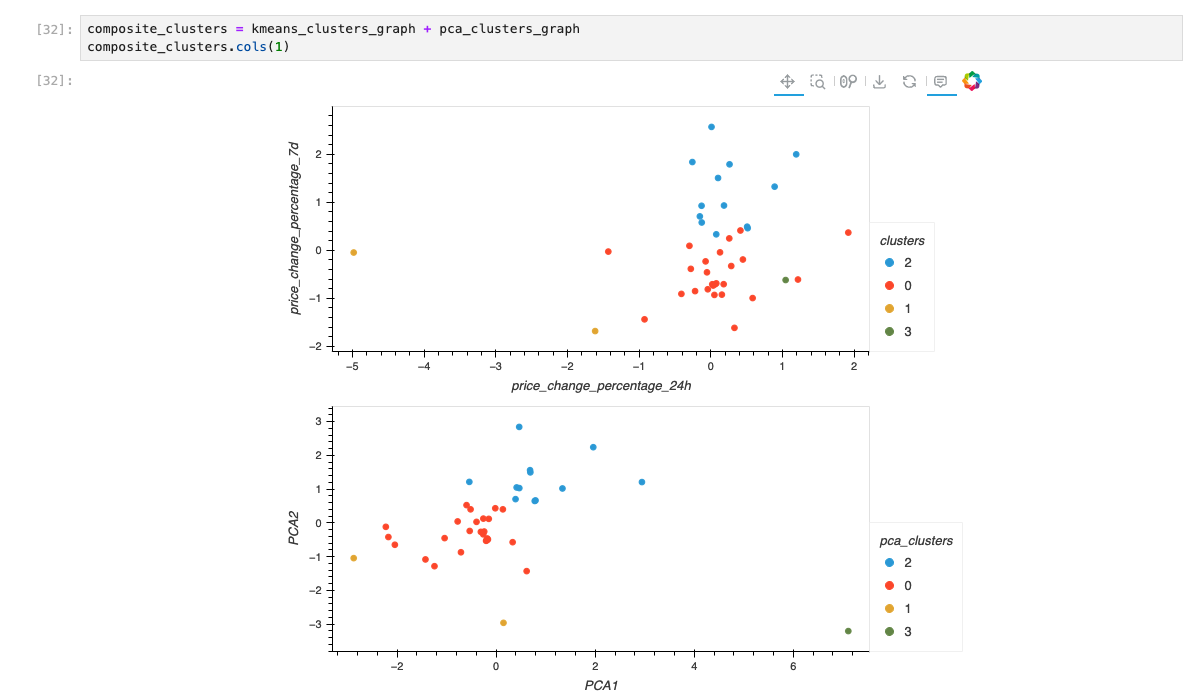 [32]: composite_clusters = kmeans_clusters_graph + pca_clusters_graph
composite_clusters.cols(1)
[32]:
price_change_percentage_7d
2
1
0
−1
−2
−5 −4 −3 −2 −1 0 1 2
price_change_percentage_24h
clusters
2
0
1
3
PCA2
3
2
1
0
−1
−2
−3
−2 0 2 4 6
PCA1
pca_clusters
2
0
1
3